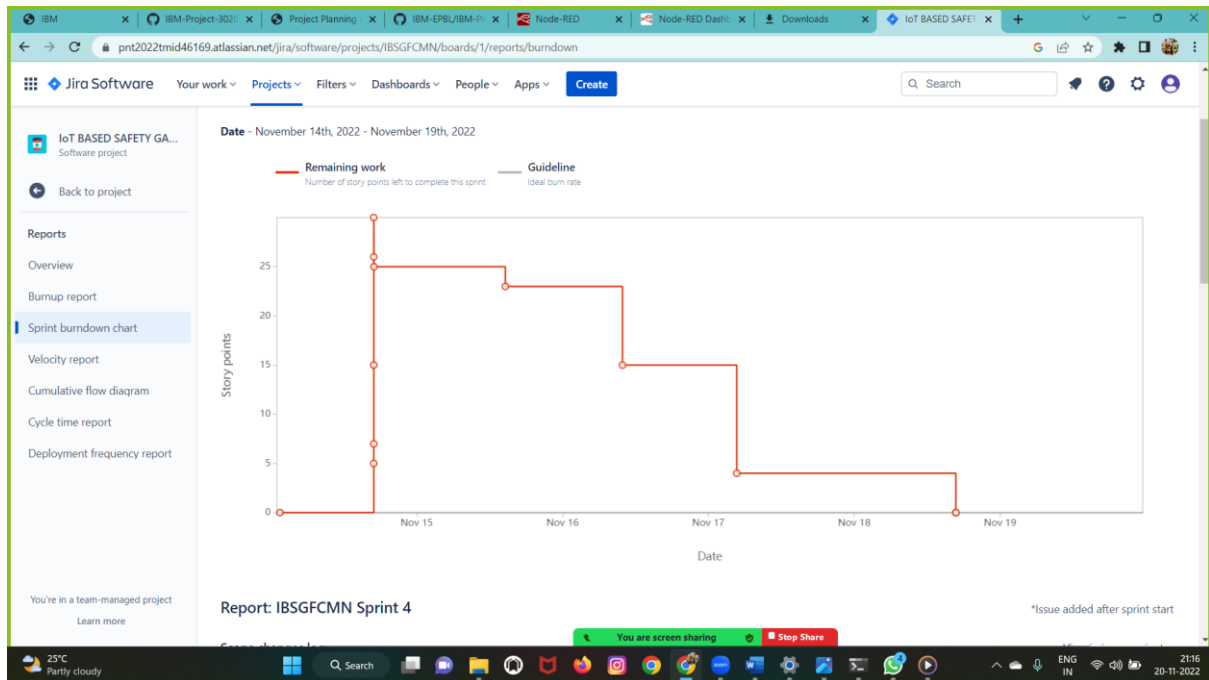 IBM
IBM-Project-3020
Project Planning
IBM-EPBL/IBM-Pr
Node-RED
Node-RED Dashb
Downloads
IoT BASED SAFET
pnt2022tmid46169.atlassian.net/jira/software/projects/IBSGFCMN/boards/1/reports/burndown
Jira Software
Your work
Projects
Filters
Dashboards
People
Apps
Create
Search
IoT BASED SAFETY GA...
Software project
Back to project
Reports
Overview
Burnup report
Sprint burndown chart
Velocity report
Cumulative flow diagram
Cycle time report
Deployment frequency report
You're in a team-managed project
Learn more
Date - November 14th, 2022 - November 19th, 2022
Remaining work
Number of story points left to complete this sprint
Guideline
Ideal burn rate
Story points
25
20
15
10
5
0
Nov 15
Nov 16
Nov 17
Nov 18
Nov 19
Date
Report: IBSGFCMN Sprint 4
*Issue added after sprint start
You are screen sharing
Stop Share
25°C
Partly cloudy
Search
ENG
IN
21:16
20-11-2022